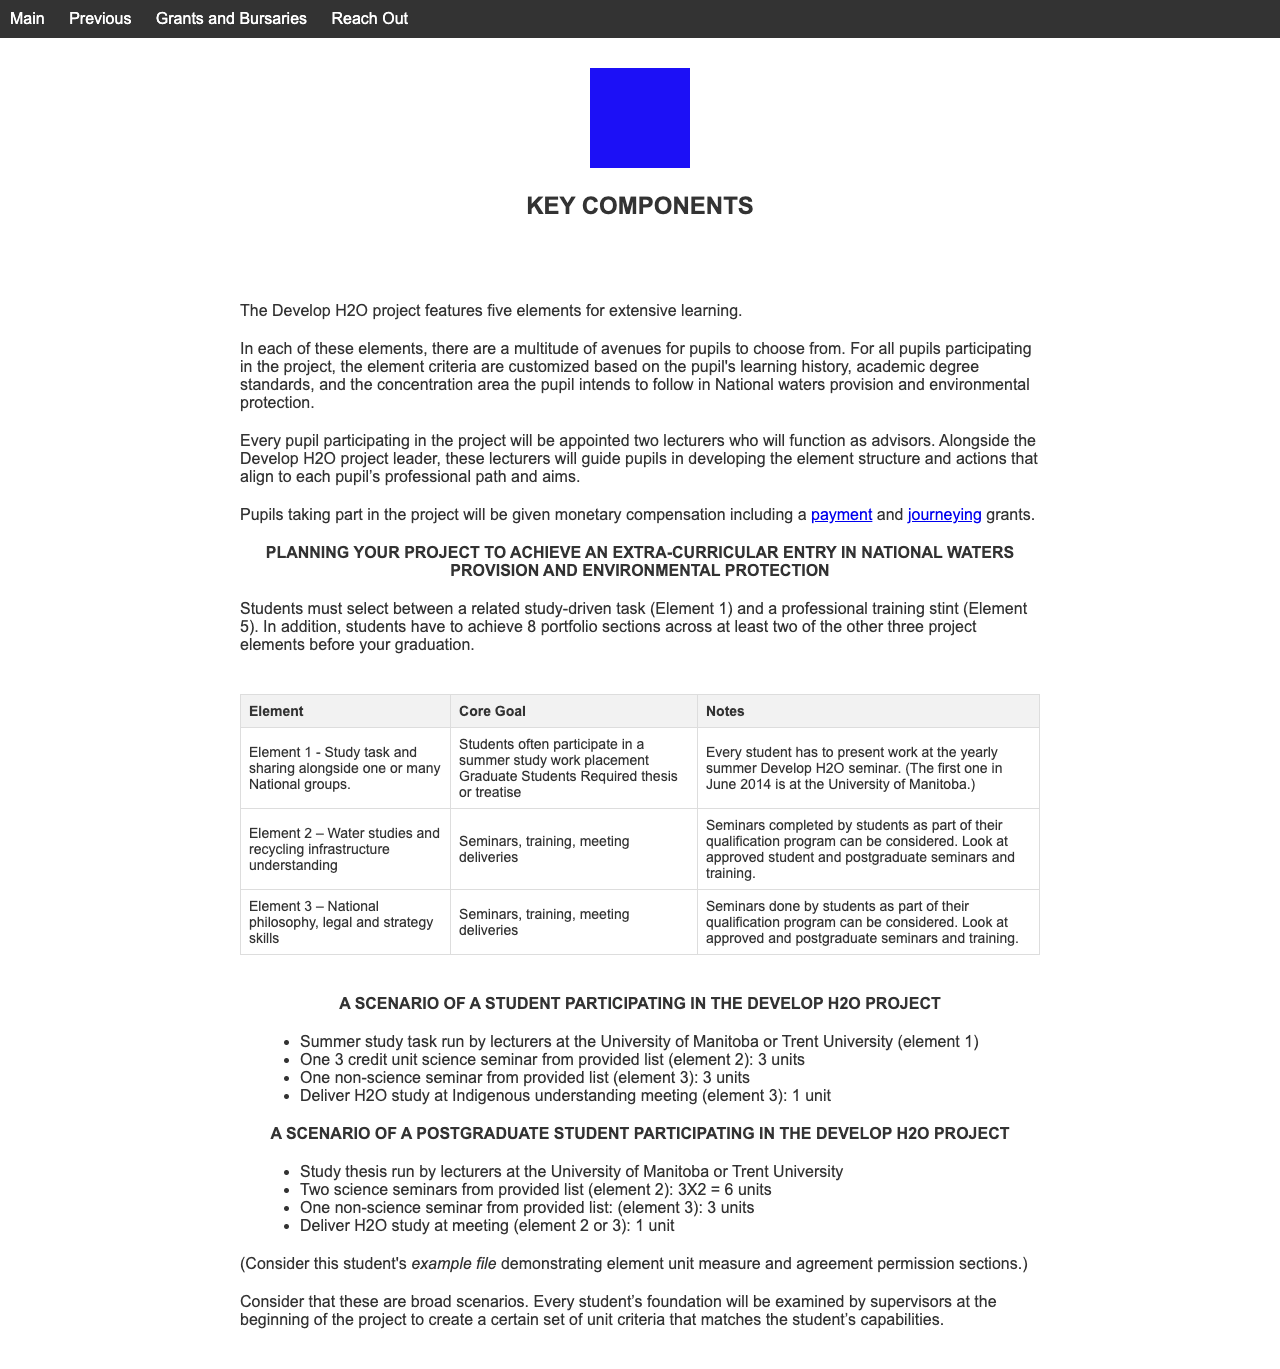 Main Previous Grants and Bursaries Reach Out
KEY COMPONENTS
The Develop H2O project features five elements for extensive learning.
In each of these elements, there are a multitude of avenues for pupils to choose from. For all pupils participating
in the project, the element criteria are customized based on the pupil's learning history, academic degree
standards, and the concentration area the pupil intends to follow in National waters provision and environmental
protection.
Every pupil participating in the project will be appointed two lecturers who will function as advisors. Alongside the
Develop H2O project leader, these lecturers will guide pupils in developing the element structure and actions that
align to each pupil’s professional path and aims.
Pupils taking part in the project will be given monetary compensation including a payment and journeying grants.
PLANNING YOUR PROJECT TO ACHIEVE AN EXTRA-CURRICULAR ENTRY IN NATIONAL WATERS
PROVISION AND ENVIRONMENTAL PROTECTION
Students must select between a related study-driven task (Element 1) and a professional training stint (Element
5). In addition, students have to achieve 8 portfolio sections across at least two of the other three project
elements before your graduation.
Element Core Goal Notes
Element 1 - Study task and
sharing alongside one or many
National groups.
Students often participate in a
summer study work placement
Graduate Students Required thesis
or treatise
Every student has to present work at the yearly
summer Develop H2O seminar. (The first one in
June 2014 is at the University of Manitoba.)
Element 2 – Water studies and
recycling infrastructure
understanding
Seminars, training, meeting
deliveries
Seminars completed by students as part of their
qualification program can be considered. Look at
approved student and postgraduate seminars and
training.
Element 3 – National
philosophy, legal and strategy
skills
Seminars, training, meeting
deliveries
Seminars done by students as part of their
qualification program can be considered. Look at
approved and postgraduate seminars and training.
A SCENARIO OF A STUDENT PARTICIPATING IN THE DEVELOP H2O PROJECT
• Summer study task run by lecturers at the University of Manitoba or Trent University (element 1)
• One 3 credit unit science seminar from provided list (element 2): 3 units
• One non-science seminar from provided list (element 3): 3 units
• Deliver H2O study at Indigenous understanding meeting (element 3): 1 unit
A SCENARIO OF A POSTGRADUATE STUDENT PARTICIPATING IN THE DEVELOP H2O PROJECT
• Study thesis run by lecturers at the University of Manitoba or Trent University
• Two science seminars from provided list (element 2): 3X2 = 6 units
• One non-science seminar from provided list: (element 3): 3 units
• Deliver H2O study at meeting (element 2 or 3): 1 unit
(Consider this student's example file demonstrating element unit measure and agreement permission sections.)
Consider that these are broad scenarios. Every student’s foundation will be examined by supervisors at the
beginning of the project to create a certain set of unit criteria that matches the student’s capabilities.